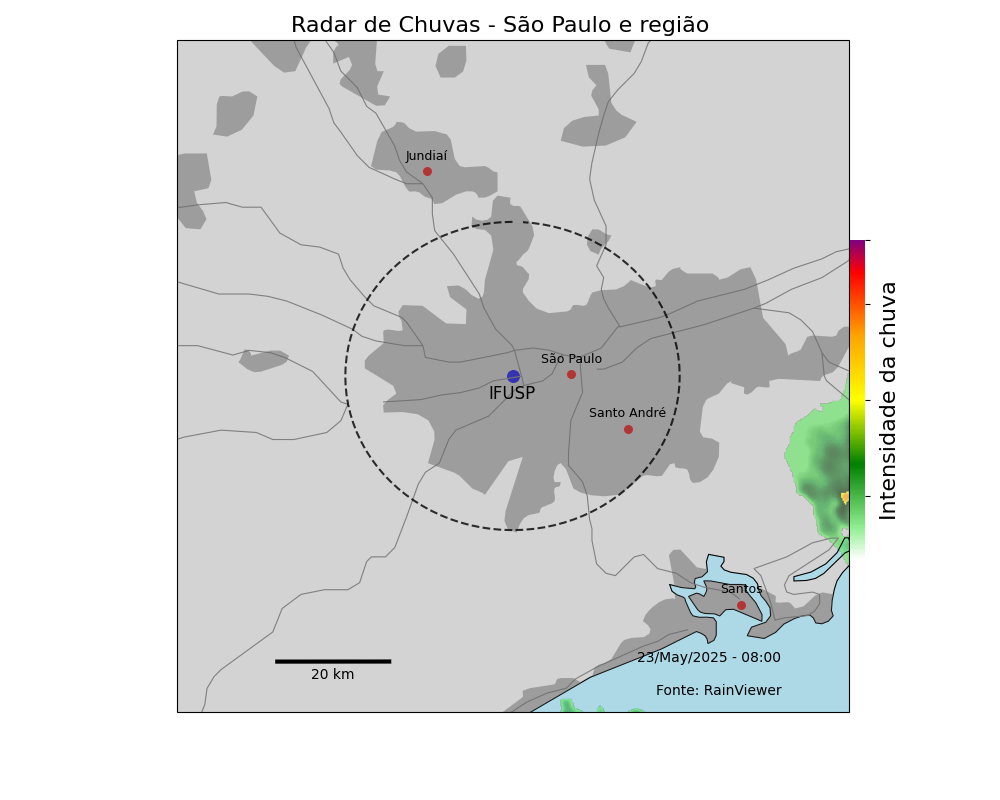 Radar de Chuvas - São Paulo e região
Jundiaí
São Paulo
IFUSP
Santo André
Intensidade da chuva
Santos
23/May/2025 - 08:00
20 km
Fonte: RainViewer